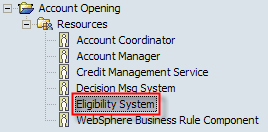 Account Opening
Resources
Account Coordinator
Account Manager
Credit Management Service
Decision Msg System
Eligibility System
WebSphere Business Rule Component